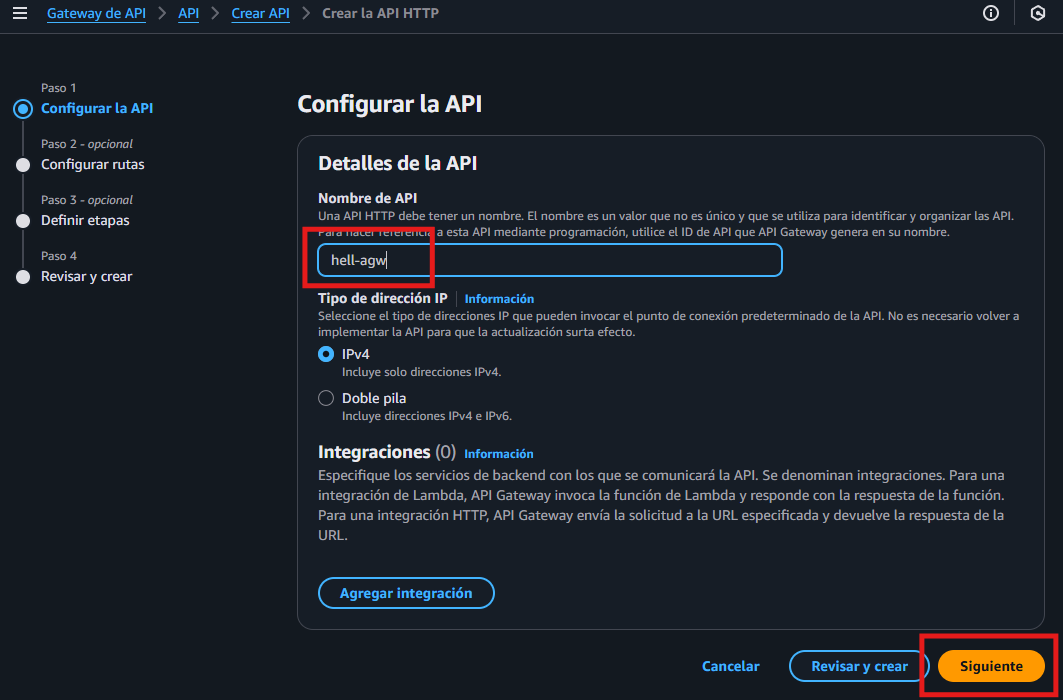 Gateway de API > API > Crear API > Crear la API HTTP
Paso 1
Configurar la API
Paso 2 - opcional
Configurar rutas
Paso 3 - opcional
Definir etapas
Paso 4
Revisar y crear
Configurar la API
Detalles de la API
Nombre de API
Una API HTTP debe tener un nombre. El nombre es un valor que no es único y que se utiliza para identificar y organizar las API.
Para hacer referencia a esta API mediante programación, utilice el ID de API que API Gateway genera en su nombre.
hell-agw
Tipo de dirección IP | Información
Seleccione el tipo de direcciones IP que pueden invocar el punto de conexión predeterminado de la API. No es necesario volver a
implementar la API para que la actualización surta efecto.
IPv4
Incluye solo direcciones IPv4.
Doble pila
Incluye direcciones IPv4 e IPv6.
Integraciones (0) Información
Especifique los servicios de backend con los que se comunicará la API. Se denominan integraciones. Para una
integración de Lambda, API Gateway invoca la función de Lambda y responde con la respuesta de la función.
Para una integración HTTP, API Gateway envía la solicitud a la URL especificada y devuelve la respuesta de la
URL.
Agregar integración
Cancelar
Revisar y crear
Siguiente